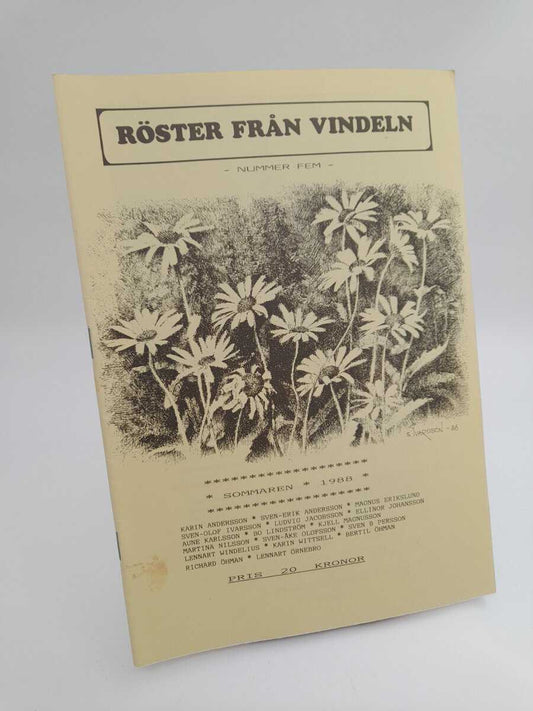 RÖSTER FRÅN VINDELN
- NUMMER FEM -
S. IVARSSON -88
* * * * * * * * * * * * * * * * * * *
* SOMMAREN * 1988 *
* * * * * * * * * * * * * * * * * * *
KARIN ANDERSSON * SVEN-ERIK ANDERSSON * MAGNUS ERIKSLUND
SVEN-OLOF IVARSSON * LUDVIG JACOBSSON * ELLINOR JOHANSSON
AUNE KARLSSON * BO LINDSTRÖM * KJELL MAGNUSSON
MARTINA NILSSON * SVEN-ÅKE OLOFSSON * SVEN B PERSSON
LENNART WINDELIUS * KARIN WITTSELL * BERTIL ÖHMAN
RICHARD ÖHMAN * LENNART ÖRNEBRO
PRIS 20 KRONOR